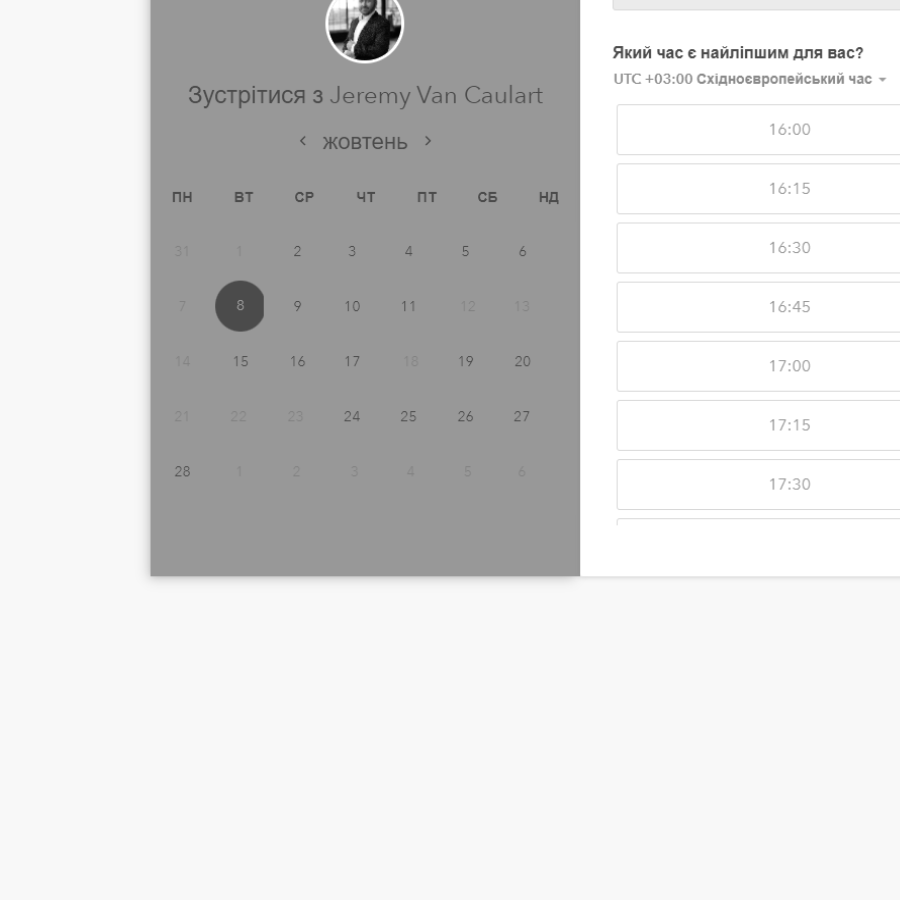 Зустрітися з Jeremy Van Caulart
жовтень
ПН ВТ СР ЧТ ПТ СБ НД
31 1 2 3 4 5 6
7 8 9 10 11 12 13
14 15 16 17 18 19 20
21 22 23 24 25 26 27
28 1 2 3 4 5 6
Який час є найліпшим для вас?
UTC +03:00 Східноєвропейський час
16:00
16:15
16:30
16:45
17:00
17:15
17:30